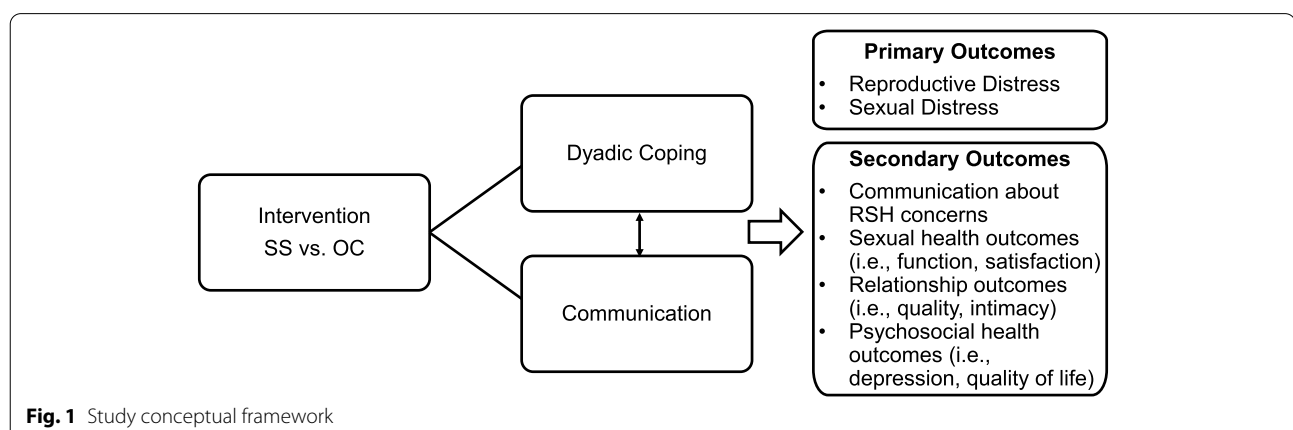 Intervention
SS vs. OC
Dyadic Coping
Communication
Primary Outcomes
• Reproductive Distress
• Sexual Distress
Secondary Outcomes
• Communication about
RSH concerns
• Sexual health outcomes
(i.e., function, satisfaction)
• Relationship outcomes
(i.e., quality, intimacy)
• Psychosocial health
outcomes (i.e.,
depression, quality of life)
Fig. 1 Study conceptual framework